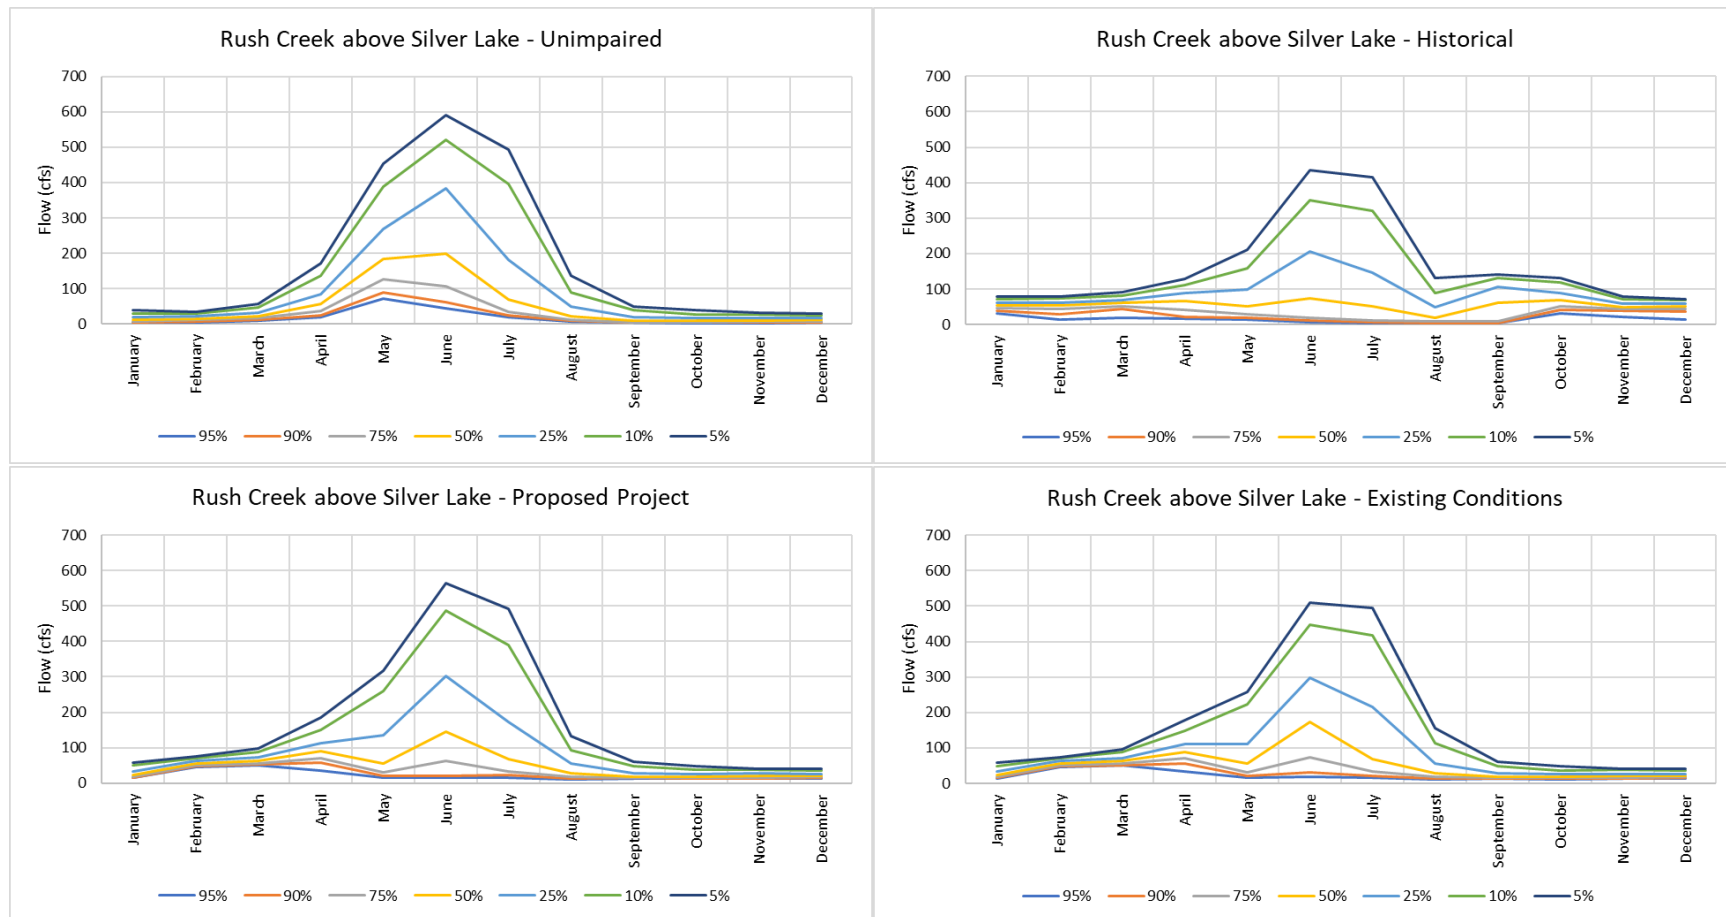 Rush Creek above Silver Lake - Unimpaired
700
600
500
400
300
200
100
0
Flow (cfs)
January
February
March
April
May
June
July
August
September
October
November
December
95% 90% 75% 50% 25% 10% 5%
Rush Creek above Silver Lake - Historical
700
600
500
400
300
200
100
0
Flow (cfs)
January
February
March
April
May
June
July
August
September
October
November
December
95% 90% 75% 50% 25% 10% 5%
Rush Creek above Silver Lake - Proposed Project
700
600
500
400
300
200
100
0
Flow (cfs)
January
February
March
April
May
June
July
August
September
October
November
December
95% 90% 75% 50% 25% 10% 5%
Rush Creek above Silver Lake - Existing Conditions
700
600
500
400
300
200
100
0
Flow (cfs)
January
February
March
April
May
June
July
August
September
October
November
December
95% 90% 75% 50% 25% 10% 5%